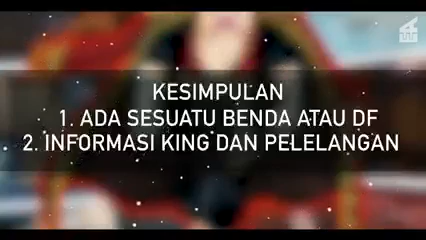 KESIMPULAN
1. ADA SESUATU BENDA ATAU DF
2. INFORMASI KING DAN PELELANGAN